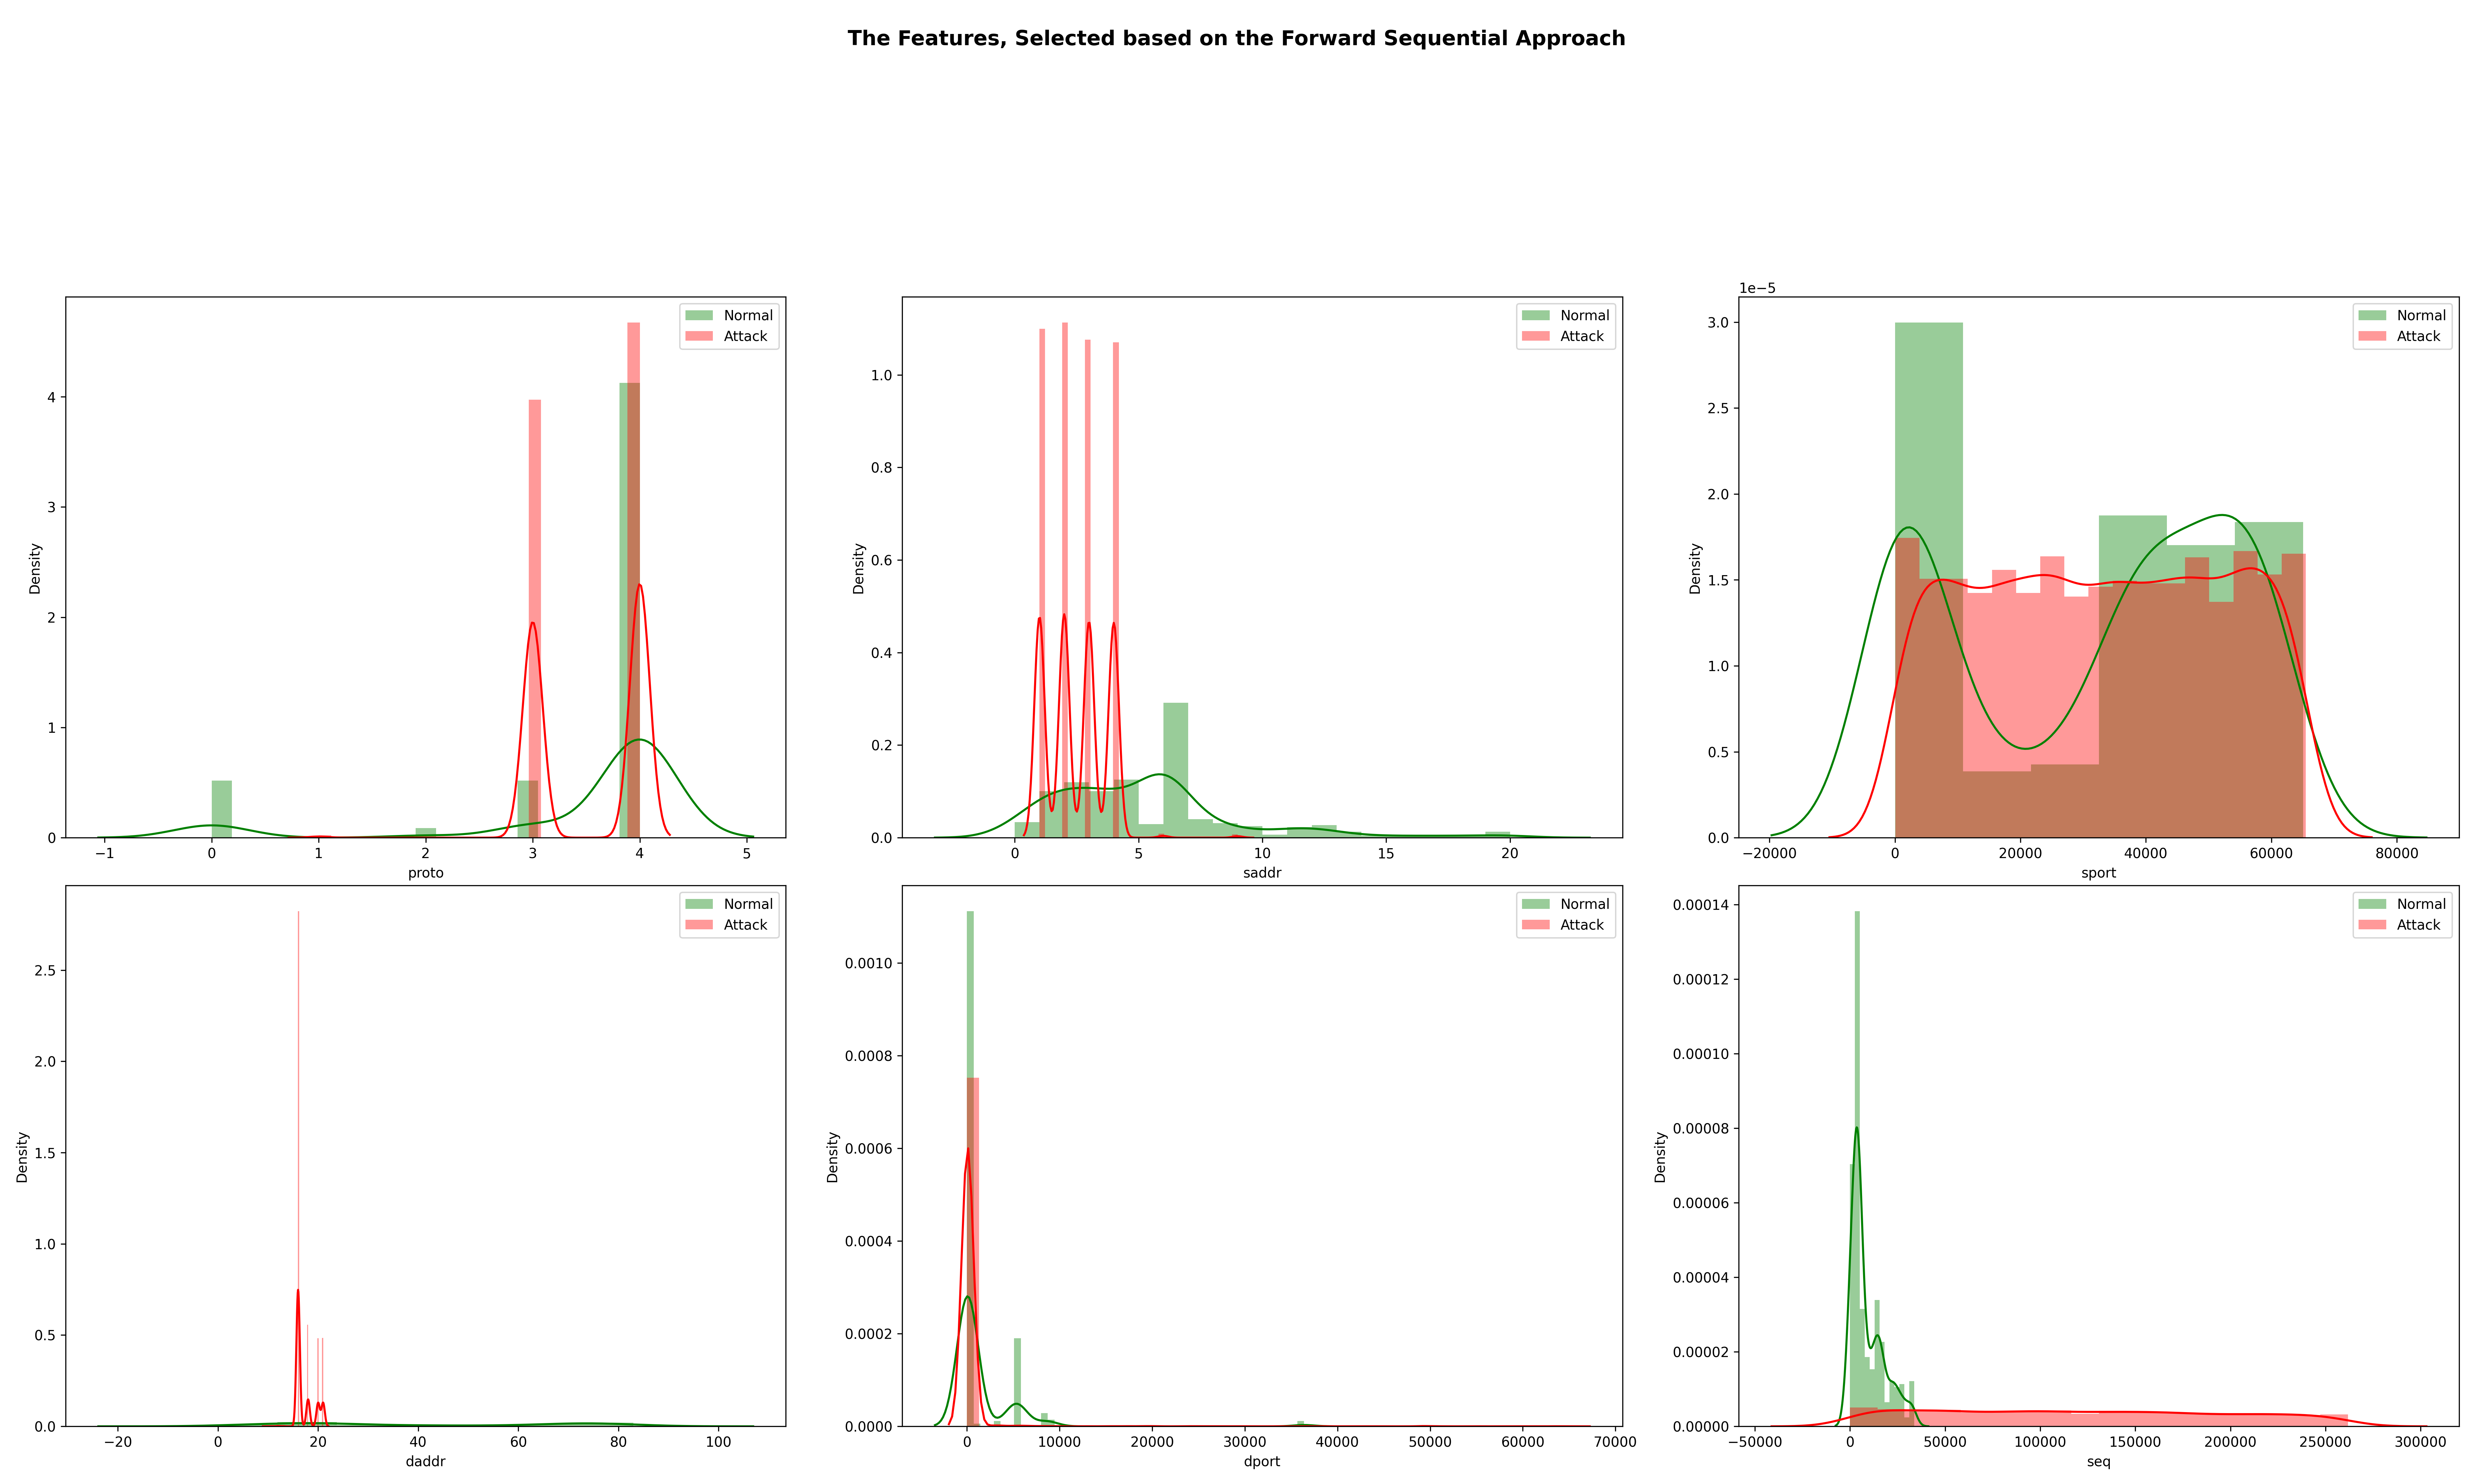 The Features, Selected based on the Forward Sequential Approach
Normal
Attack
Density
4
3
2
1
0
−1 0 1 2 3 4 5
proto
Normal
Attack
Density
1.0
0.8
0.6
0.4
0.2
0.0
0 5 10 15 20
saddr
1e−5
Normal
Attack
Density
3.0
2.5
2.0
1.5
1.0
0.5
0.0
−20000 0 20000 40000 60000 80000
sport
Normal
Attack
Density
2.5
2.0
1.5
1.0
0.5
0.0
−20 0 20 40 60 80 100
daddr
Normal
Attack
Density
0.0010
0.0008
0.0006
0.0004
0.0002
0.0000
0 10000 20000 30000 40000 50000 60000 70000
dport
Normal
Attack
Density
0.00014
0.00012
0.00010
0.00008
0.00006
0.00004
0.00002
0.00000
−50000 0 50000 100000 150000 200000 250000 300000
seq